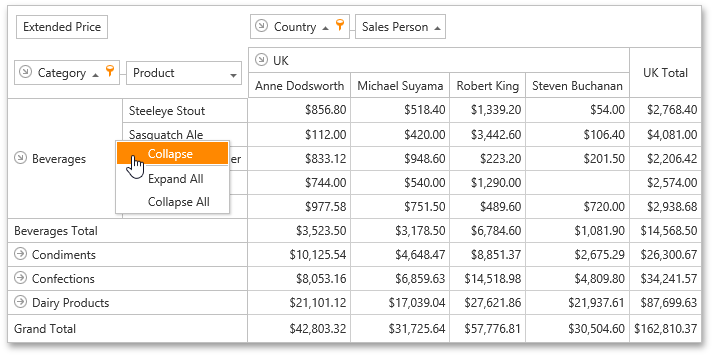 Extended Price
Country Sales Person
UK
Category Product
UK Total
Anne Dodsworth Michael Suyama Robert King Steven Buchanan
Steeleye Stout $856.80 $518.40 $1,339.20 $54.00 $2,768.40
Sasquatch Ale $112.00 $420.00 $3,442.60 $106.40 $4,081.00
Collapse
Beverages $833.12 $948.60 $223.20 $201.50 $2,206.42
Expand All
$744.00 $540.00 $1,290.00 $2,574.00
Collapse All
$977.58 $751.50 $489.60 $720.00 $2,938.68
Beverages Total $3,523.50 $3,178.50 $6,784.60 $1,081.90 $14,568.50
Condiments $10,125.54 $4,648.47 $8,851.37 $2,675.29 $26,300.67
Confections $8,053.16 $6,859.63 $14,518.98 $4,809.80 $34,241.57
Dairy Products $21,101.12 $17,039.04 $27,621.86 $21,937.61 $87,699.63
Grand Total $42,803.32 $31,725.64 $57,776.81 $30,504.60 $162,810.37